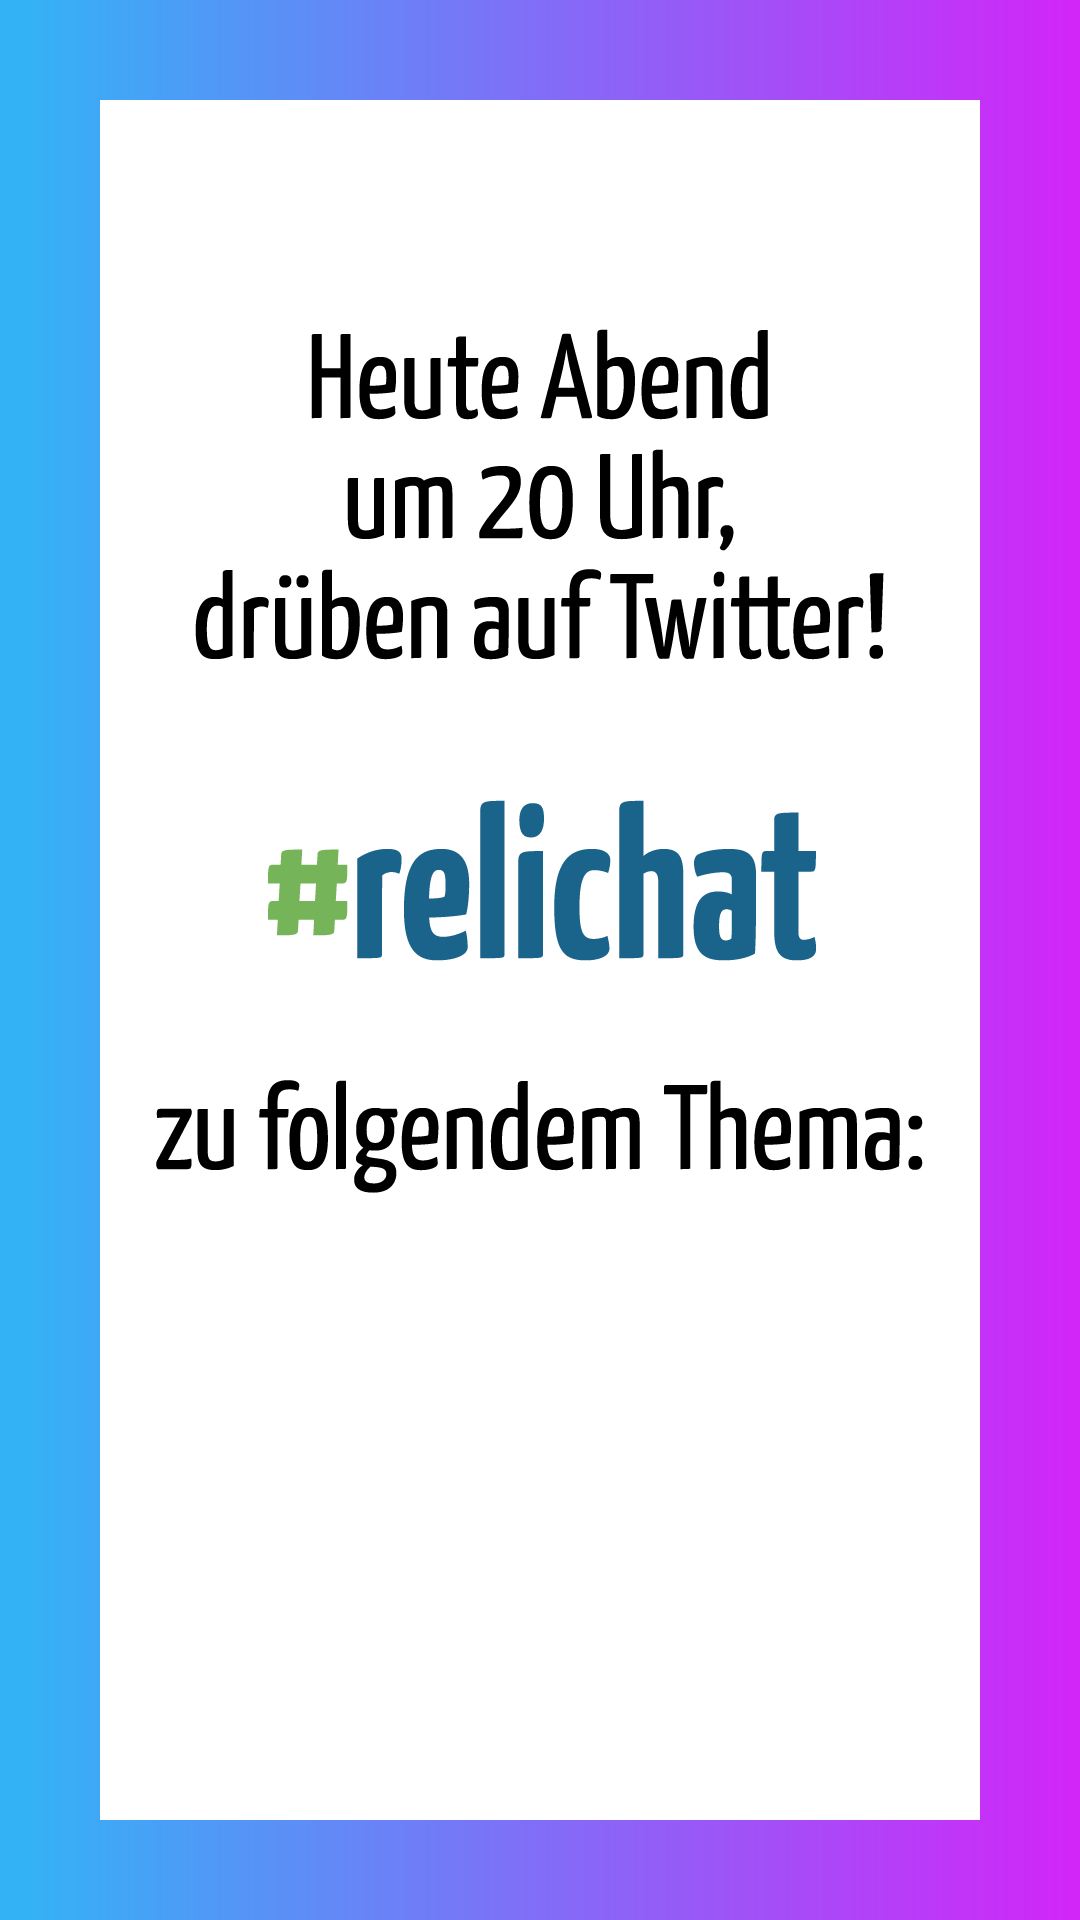 Heute Abend
um 20 Uhr,
drüben auf Twitter!
#relichat
zu folgendem Thema: